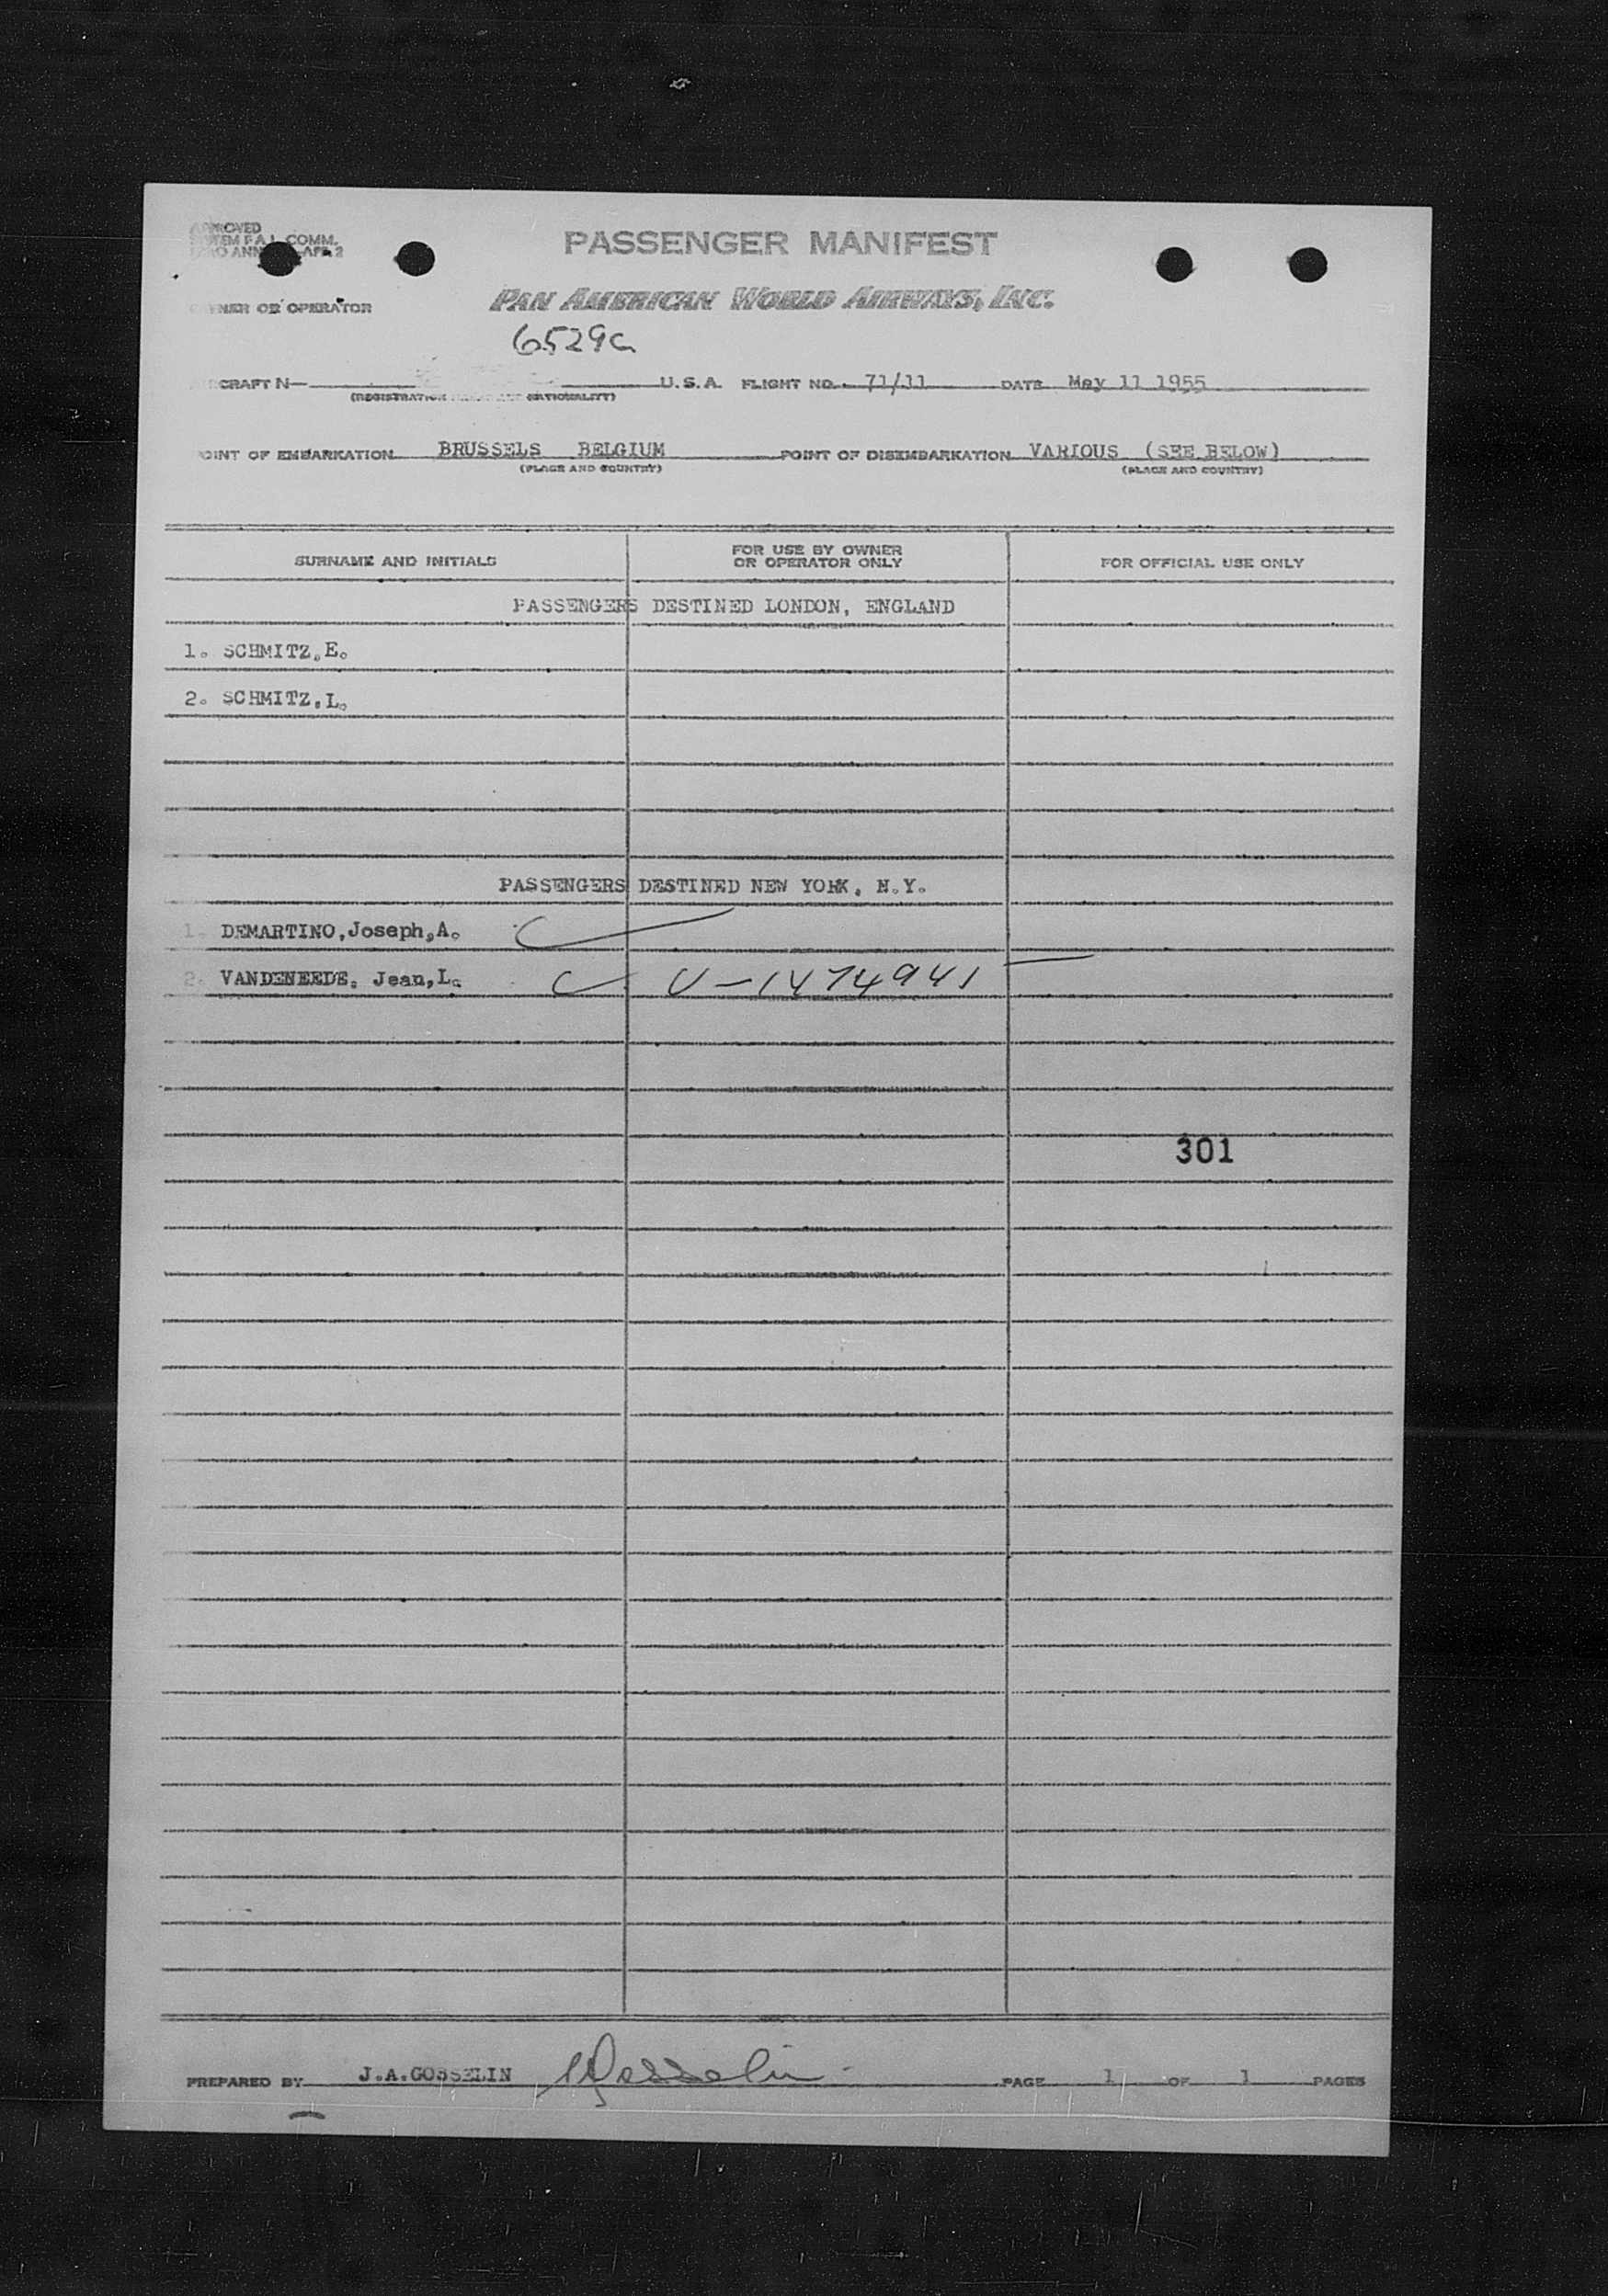 PASSENGER MANIFEST
OWNER OR OPERATOR PAN AMERICAN WORLD AIRWAYS, INC.
6529C
AIRCRAFT N— U.S.A. FLIGHT NO. 71/11 DATE May 11 1955
(REGISTRATION NATIONALITY)
POINT OF EMBARKATION BRUSSELS BELGIUM POINT OF DISEMBARKATION VARIOUS (SEE BELOW)
(PLACE AND COUNTRY) (PLACE AND COUNTRY)
SURNAME AND INITIALS FOR USE BY OWNER OR OPERATOR ONLY FOR OFFICIAL USE ONLY
PASSENGERS DESTINED LONDON, ENGLAND
1. SCHMITZ,E.
2. SCHMITZ,L.
PASSENGERS DESTINED NEW YORK, N.Y.
1. DEMARTINO,Joseph,A.
2. VANDENEEDE, Jean,L. V-1474941
301
PREPARED BY J.A.GOSSELIN PAGE 1 OF 1 PAGES